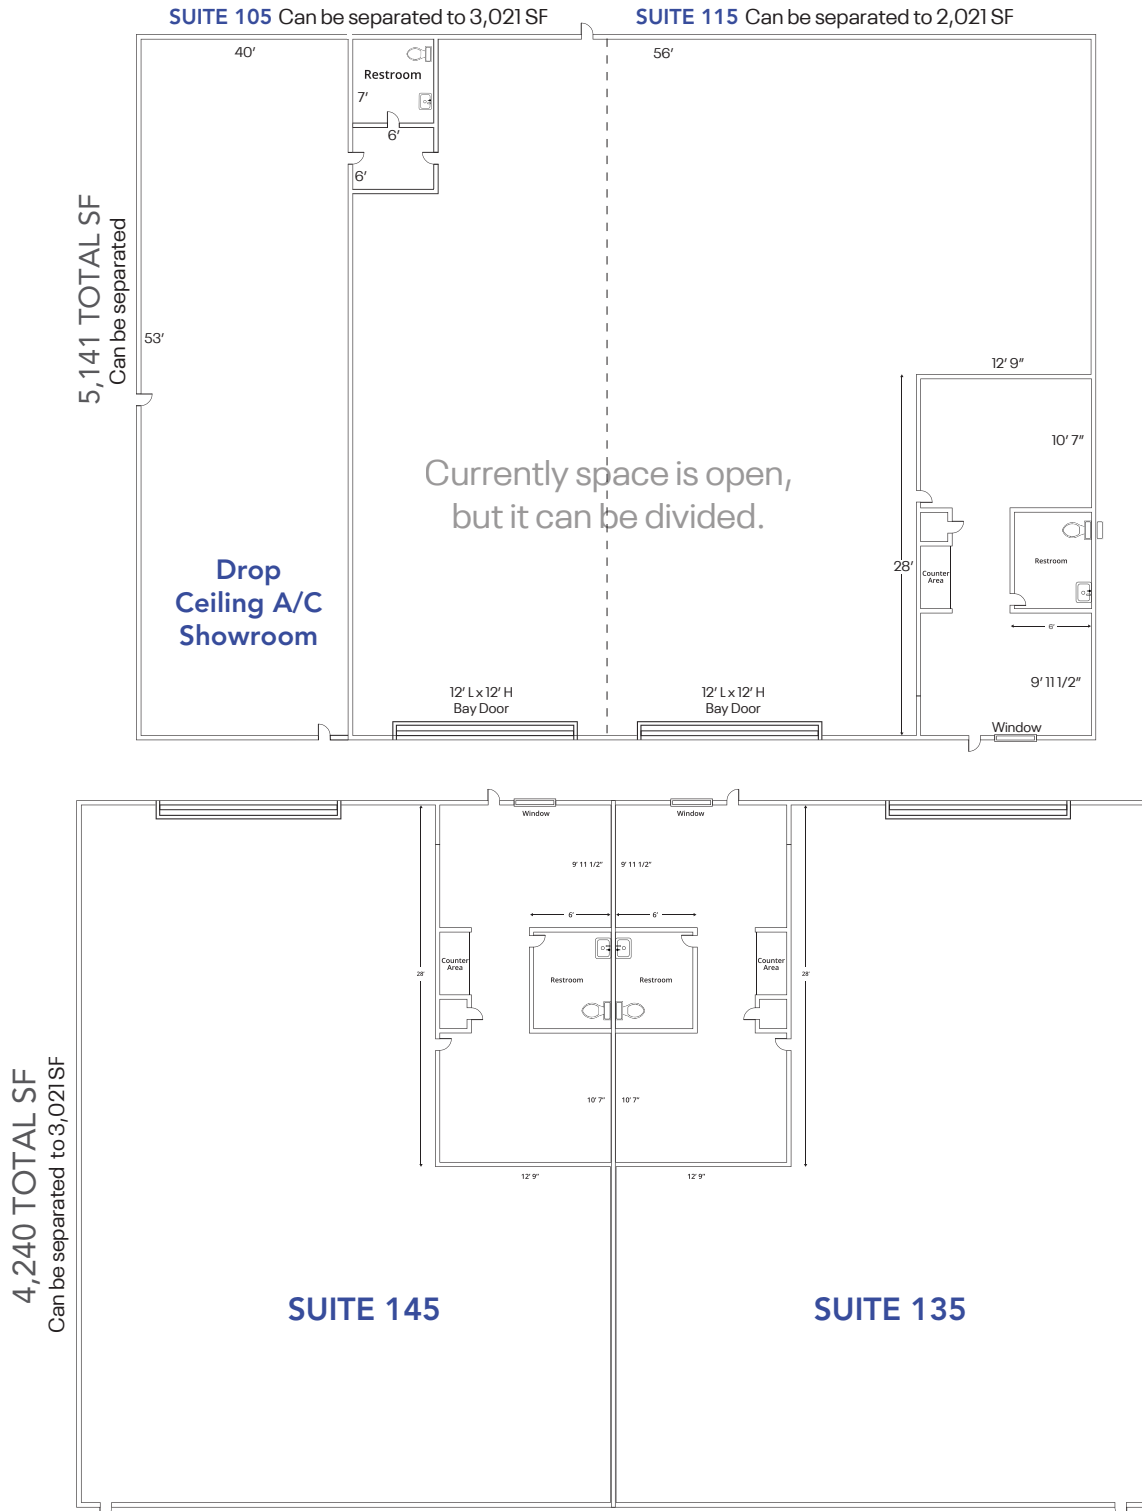 SUITE 105 Can be separated to 3,021 SF
SUITE 115 Can be separated to 2,021 SF
40'
56'
Restroom
7'
6'
6'
5,141 TOTAL SF
Can be separated
53'
12' 9"
10' 7"
Currently space is open,
but it can be divided.
28'
Counter
Area
Restroom
Drop
Ceiling A/C
Showroom
6'
9' 11 1/2"
12' L x 12' H
Bay Door
12' L x 12' H
Bay Door
Window
Window
Window
9' 11 1/2"
9' 11 1/2"
6'
6'
Counter
Area
Counter
Area
28'
28'
Restroom
Restroom
10' 7"
10' 7"
12' 9"
12' 9"
4,240 TOTAL SF
Can be separated to 3,021 SF
SUITE 145
SUITE 135